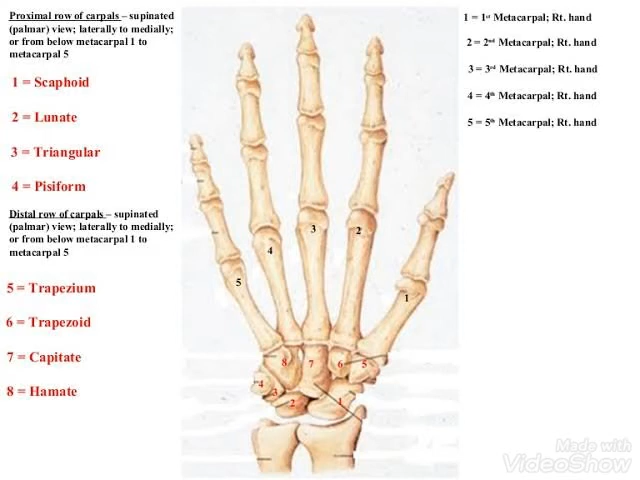 Proximal row of carpals – supinated
(palmar) view; laterally to medially;
or from below metacarpal 1 to
metacarpal 5
1 = Scaphoid
2 = Lunate
3 = Triangular
4 = Pisiform
Distal row of carpals – supinated
(palmar) view; laterally to medially;
or from below metacarpal 1 to
metacarpal 5
5 = Trapezium
6 = Trapezoid
7 = Capitate
8 = Hamate
1 = 1st Metacarpal; Rt. hand
2 = 2nd Metacarpal; Rt. hand
3 = 3rd Metacarpal; Rt. hand
4 = 4th Metacarpal; Rt. hand
5 = 5th Metacarpal; Rt. hand
3
2
4
5
1
8
7
6
5
4
3
2
1
Made with
VideoShow